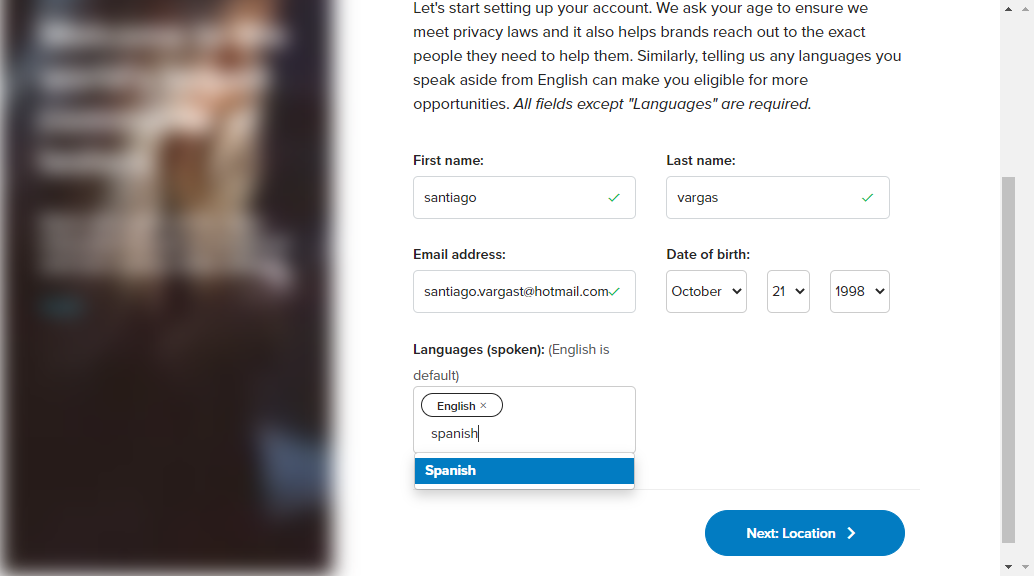 Let's start setting up your account. We ask your age to ensure we
meet privacy laws and it also helps brands reach out to the exact
people they need to help them. Similarly, telling us any languages you
speak aside from English can make you eligible for more
opportunities. All fields except "Languages" are required.
First name:
Last name:
santiago
vargas
Email address:
Date of birth:
santiago.vargast@hotmail.com
October
21
1998
Languages (spoken): (English is
default)
English ×
spanish
Spanish
Next: Location